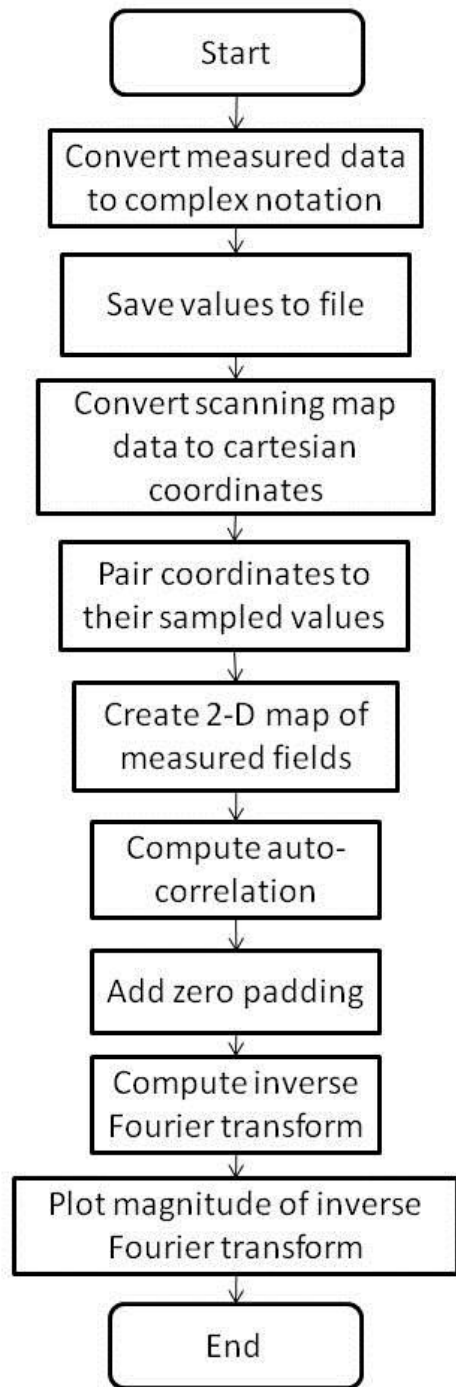 Start
Convert measured data
to complex notation
Save values to file
Convert scanning map
data to cartesian
coordinates
Pair coordinates to
their sampled values
Create 2-D map of
measured fields
Compute auto-
correlation
Add zero padding
Compute inverse
Fourier transform
Plot magnitude of inverse
Fourier transform
End